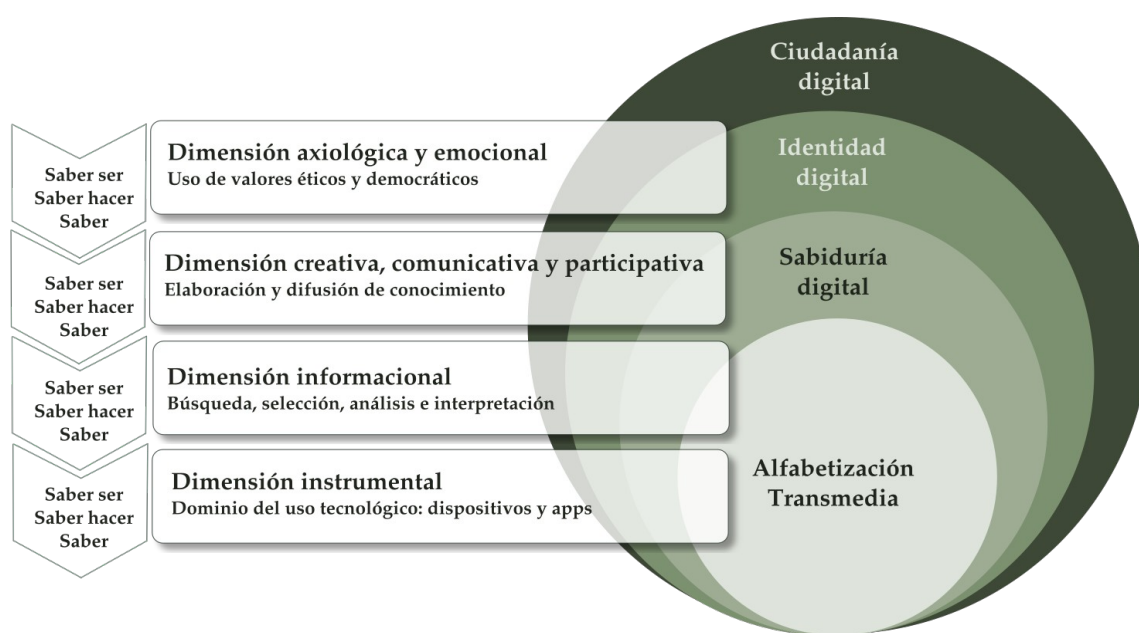 Ciudadanía
digital
Identidad
digital
Sabiduría
digital
Alfabetización
Transmedia
Saber ser
Saber hacer
Saber
Dimensión axiológica y emocional
Uso de valores éticos y democráticos
Saber ser
Saber hacer
Saber
Dimensión creativa, comunicativa y participativa
Elaboración y difusión de conocimiento
Saber ser
Saber hacer
Saber
Dimensión informacional
Búsqueda, selección, análisis e interpretación
Saber ser
Saber hacer
Saber
Dimensión instrumental
Dominio del uso tecnológico: dispositivos y apps